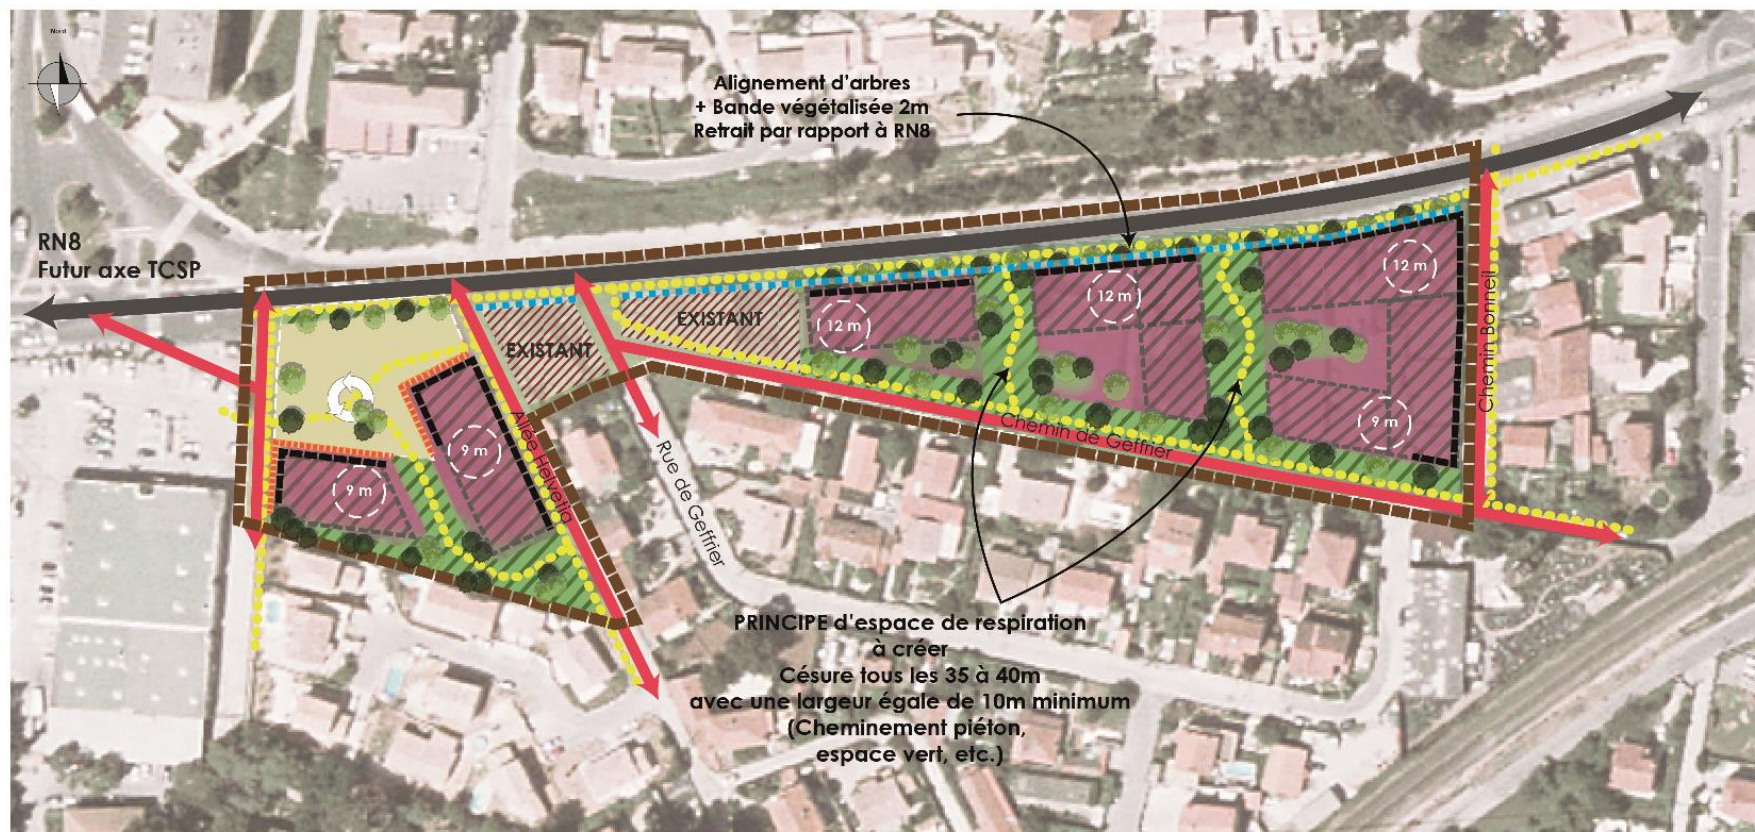 Nord
Alignement d'arbres
+ Bande végétalisée 2m
Retrait par rapport à RN8
RN8
Futur axe TCSP
12 m
12 m
12 m
EXISTANT
EXISTANT
9 m
9 m
9 m
Chemin Bonneil
Chemin de Geffrier
Allée Helvetia
Rue de Geffrier
PRINCIPE d'espace de respiration
à créer
Césure tous les 35 à 40m
avec une largeur égale de 10m minimum
(Cheminement piéton,
espace vert, etc.)